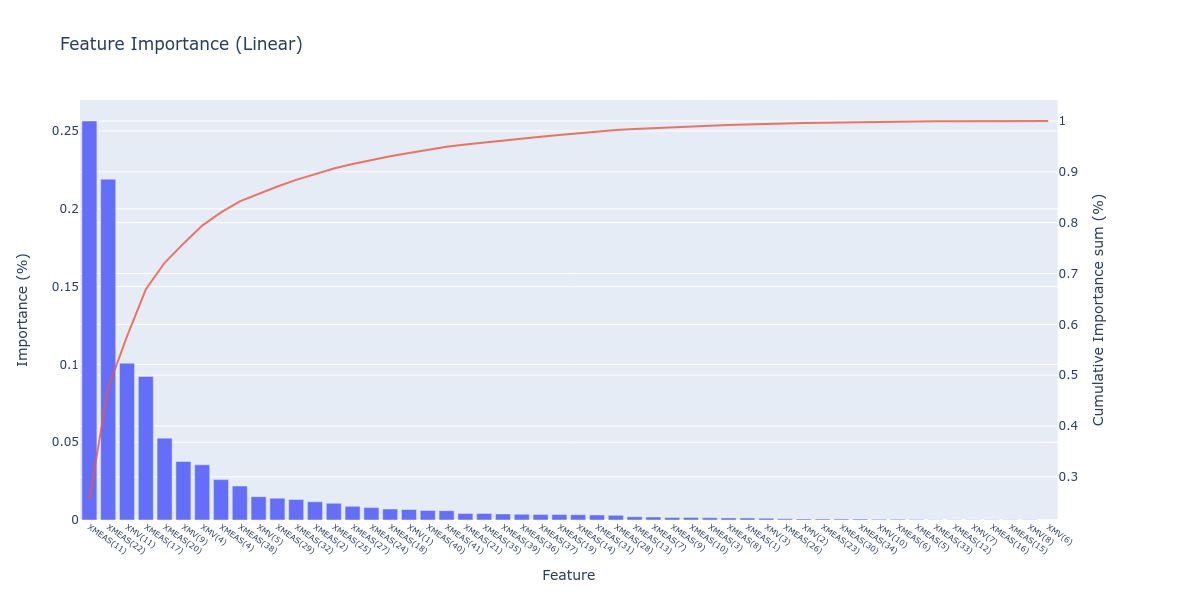 Feature Importance (Linear)
0.25
0.2
0.15
0.1
0.05
0
Importance (%)
1
0.9
0.8
0.7
0.6
0.5
0.4
0.3
Cumulative Importance sum (%)
XMEAS(11)
XMEAS(22)
XMV(11)
XMEAS(17)
XMEAS(20)
XMV(9)
XMV(4)
XMEAS(4)
XMEAS(38)
XMV(5)
XMEAS(29)
XMEAS(32)
XMEAS(2)
XMEAS(25)
XMEAS(27)
XMEAS(24)
XMEAS(18)
XMV(1)
XMEAS(40)
XMEAS(41)
XMEAS(21)
XMEAS(35)
XMEAS(39)
XMEAS(36)
XMEAS(37)
XMEAS(19)
XMEAS(14)
XMEAS(31)
XMEAS(28)
XMEAS(13)
XMEAS(7)
XMEAS(9)
XMEAS(10)
XMEAS(3)
XMEAS(8)
XMEAS(1)
XMV(3)
XMEAS(26)
XMV(2)
XMEAS(23)
XMEAS(30)
XMEAS(34)
XMV(10)
XMEAS(6)
XMEAS(5)
XMEAS(33)
XMEAS(12)
XMV(7)
XMEAS(16)
XMEAS(15)
XMV(8)
XMV(6)
Feature